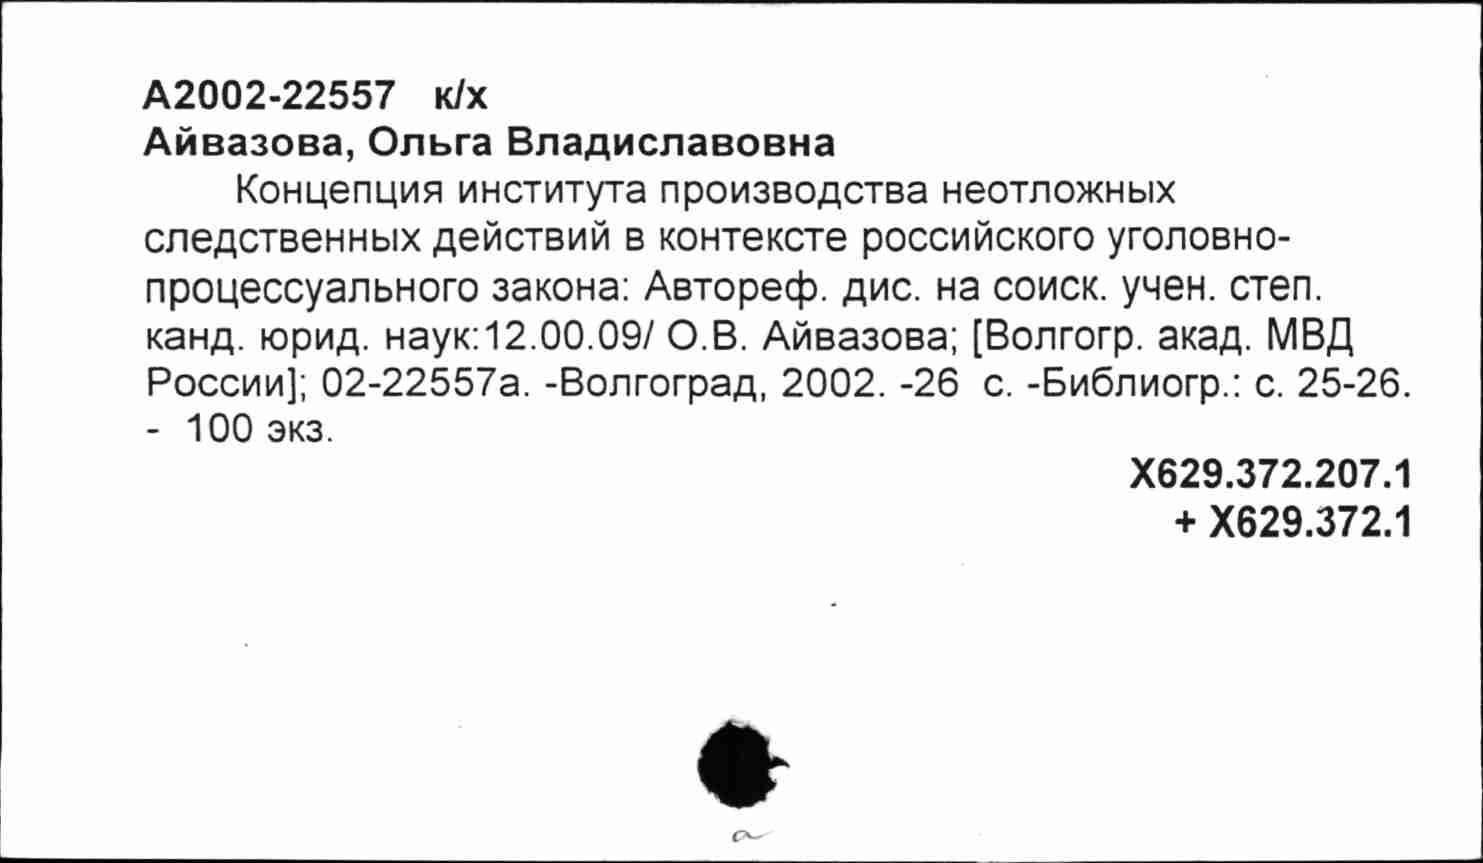 А2002-22557 к/х
Айвазова, Ольга Владиславовна
Концепция института производства неотложных
следственных действий в контексте российского уголовно-
процессуального закона: Автореф. дис. на соиск. учен. степ.
канд. юрид. наук:12.00.09/ О.В. Айвазова; [Волгогр. акад. МВД
России]; 02-22557а. -Волгоград, 2002. -26 с. -Библиогр.: с. 25-26.
- 100 экз.
Х629.372.207.1
+ Х629.372.1
а